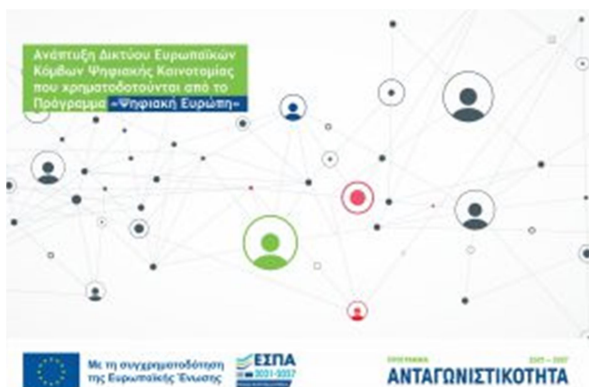 Ανάπτυξη Δικτύου Ευρωπαϊκών
Κόμβων Ψηφιακής Καινοτομίας
που χρηματοδοτούνται από το
Πρόγραμμα «Ψηφιακή Ευρώπη»
Με τη συγχρηματοδότηση
της Ευρωπαϊκής Ένωσης
ΕΣΠΑ
2021-2027
ΠΡΟΓΡΑΜΜΑ 2021 – 2027
ΑΝΤΑΓΩΝΙΣΤΙΚΟΤΗΤΑ